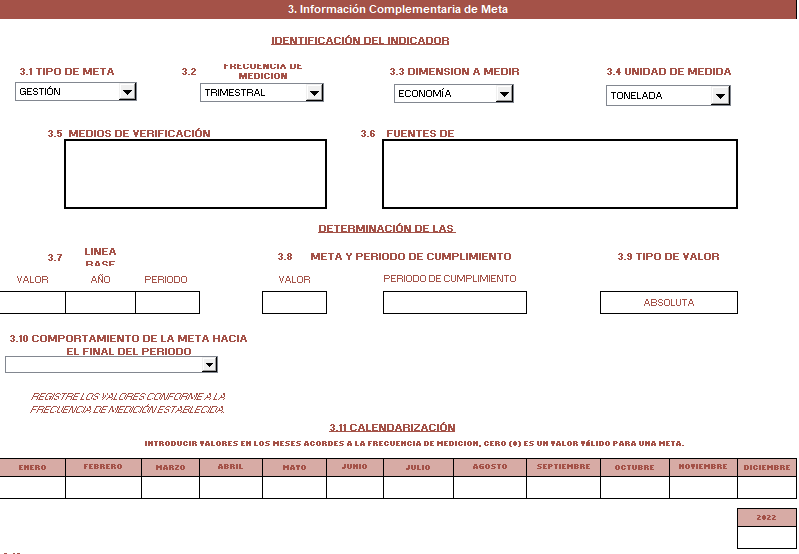 3. Información Complementaria de Meta
IDENTIFICACIÓN DEL INDICADOR
3.1 TIPO DE META
3.2 FRECUENCIA DE MEDICION
3.3 DIMENSION A MEDIR
3.4 UNIDAD DE MEDIDA
GESTIÓN
TRIMESTRAL
ECONOMÍA
TONELADA
3.5 MEDIOS DE VERIFICACIÓN
3.6 FUENTES DE
DETERMINACIÓN DE LAS
3.7 LINEA BASE
3.8 META Y PERIODO DE CUMPLIMIENTO
3.9 TIPO DE VALOR
VALOR AÑO PERIODO
VALOR PERIODO DE CUMPLIMIENTO
ABSOLUTA
3.10 COMPORTAMIENTO DE LA META HACIA
EL FINAL DEL PERIODO
REGISTRE LOS VALORES CONFORME A LA
FRECUENCIA DE MEDICIÓN ESTABLECIDA.
3.11 CALENDARIZACIÓN
INTRODUCIR VALORES EN LOS MESES ACORDES A LA FRECUENCIA DE MEDICION, CERO (0) ES UN VALOR VÁLIDO PARA UNA META.
ENERO FEBRERO MARZO ABRIL MAYO JUNIO JULIO AGOSTO SEPTIEMBRE OCTUBRE NOVIEMBRE DICIEMBRE
2022